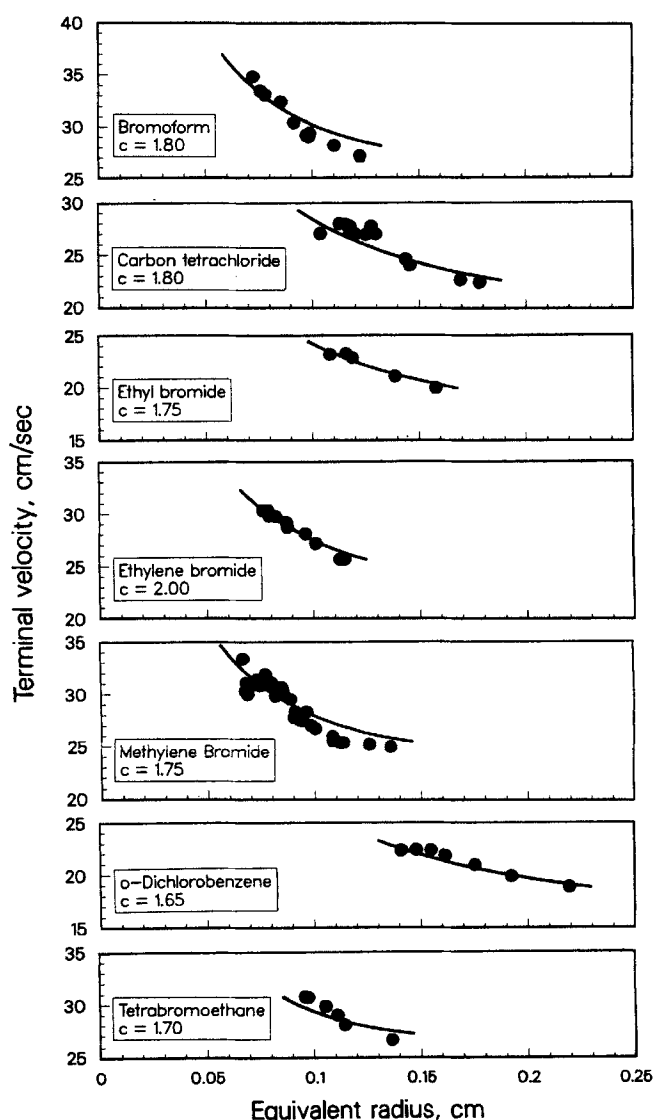 Terminal velocity, cm/sec
40
35
30
25
Bromoform
c = 1.80
30
25
20
Carbon tetrachloride
c = 1.80
25
20
15
Ethyl bromide
c = 1.75
35
30
25
20
Ethylene bromide
c = 2.00
35
30
25
20
Methylene Bromide
c = 1.75
25
20
15
o-Dichlorobenzene
c = 1.65
35
30
25
Tetrabromoethane
c = 1.70
0 0.05 0.1 0.15 0.2 0.25
Equivalent radius, cm